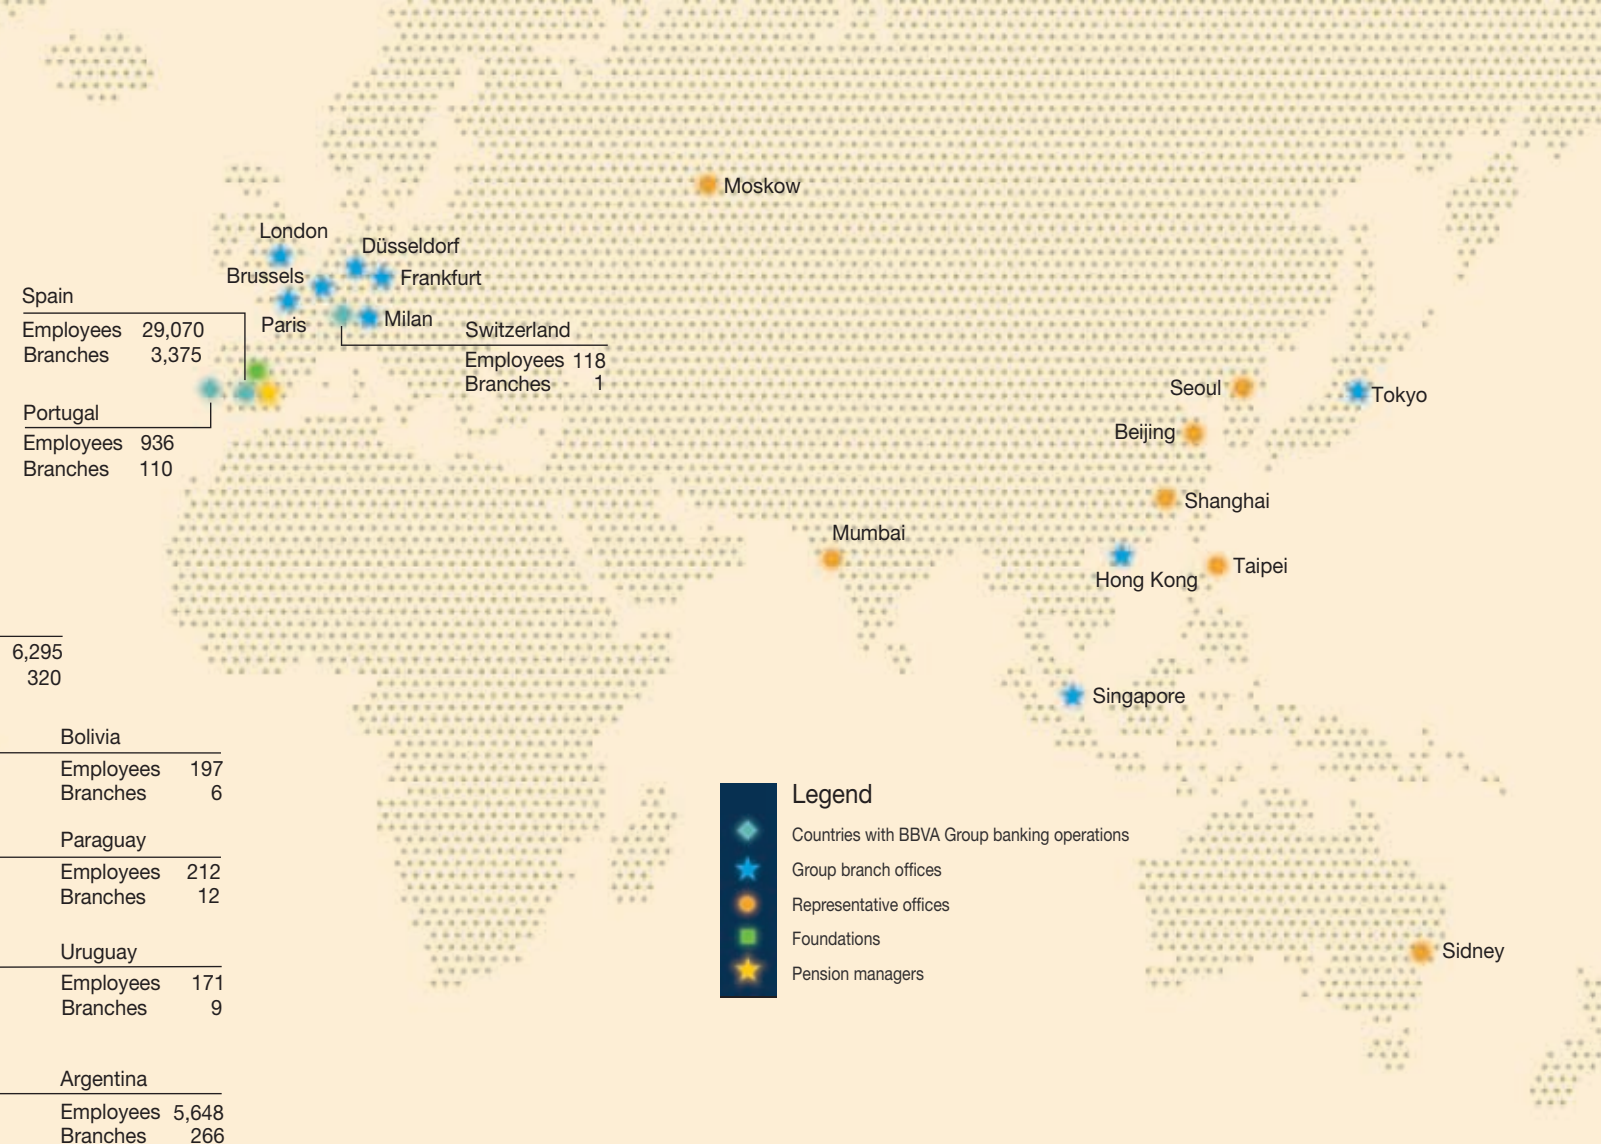 Moskow
London
Düsseldorf
Brussels
Frankfurt
Spain
Paris
Milan
Employees 29,070
Branches 3,375
Switzerland
Employees 118
Branches 1
Portugal
Employees 936
Branches 110
Seoul
Tokyo
Beijing
Shanghai
Mumbai
Hong Kong
Taipei
Singapore
6,295
320
Bolivia
Employees 197
Branches 6
Paraguay
Employees 212
Branches 12
Uruguay
Employees 171
Branches 9
Argentina
Employees 5,648
Branches 266
Legend
Countries with BBVA Group banking operations
Group branch offices
Representative offices
Foundations
Pension managers
Sidney